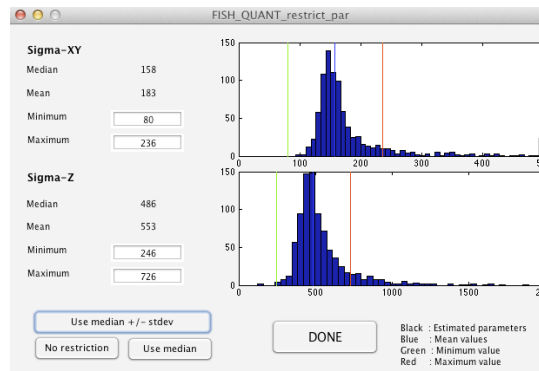 FISH_QUANT_restrict_par
Sigma-XY
Median 158
Mean 183
Minimum 80
Maximum 236
150
100
50
0
0 100 200 300 400
Sigma-Z
Median 486
Mean 553
Minimum 246
Maximum 726
150
100
50
0
0 500 1000 1500 2000
Use median +/- stdev
No restriction Use median
DONE
Black : Estimated parameters
Blue : Mean values
Green : Minimum value
Red : Maximum value